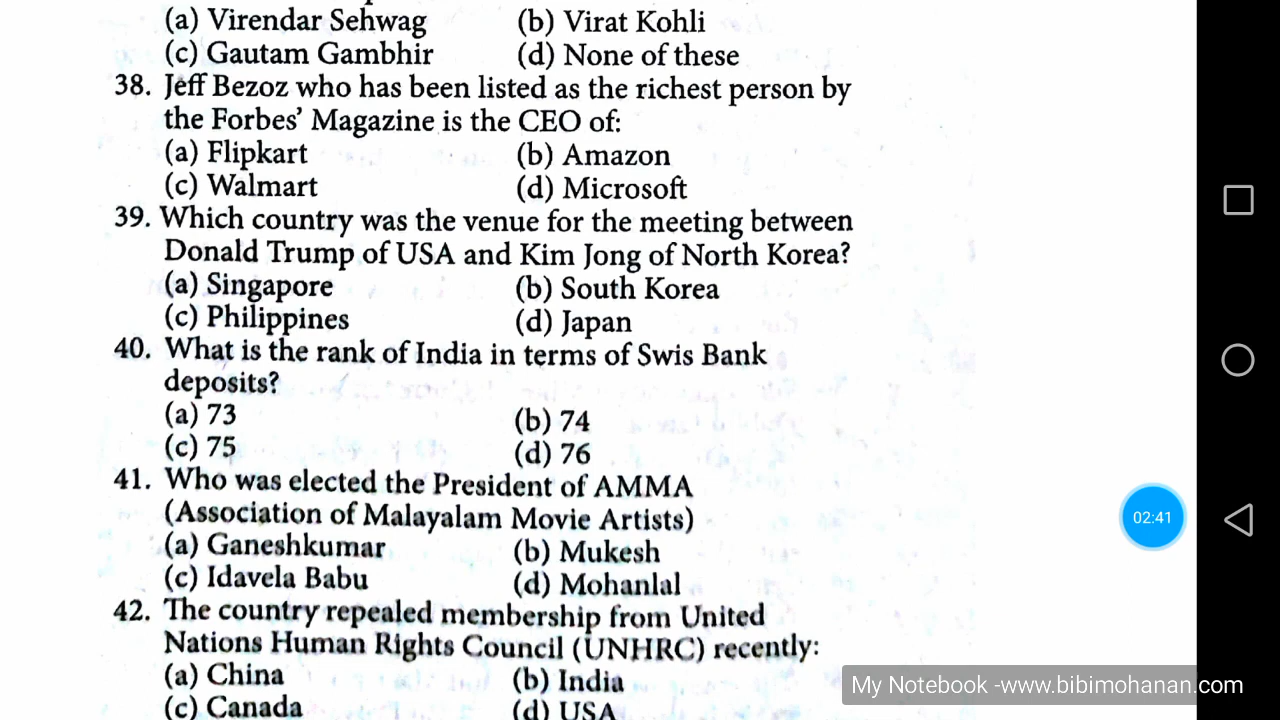 (a) Virendar Sehwag (b) Virat Kohli
(c) Gautam Gambhir (d) None of these
38. Jeff Bezoz who has been listed as the richest person by
the Forbes' Magazine is the CEO of:
(a) Flipkart (b) Amazon
(c) Walmart (d) Microsoft
39. Which country was the venue for the meeting between
Donald Trump of USA and Kim Jong of North Korea?
(a) Singapore (b) South Korea
(c) Philippines (d) Japan
40. What is the rank of India in terms of Swis Bank
deposits?
(a) 73 (b) 74
(c) 75 (d) 76
41. Who was elected the President of AMMA
(Association of Malayalam Movie Artists)
(a) Ganeshkumar (b) Mukesh
(c) Idavela Babu (d) Mohanlal
42. The country repealed membership from United
Nations Human Rights Council (UNHRC) recently:
(a) China (b) India
(c) Canada (d) USA
02:41
My Notebook -www.bibimohanan.com